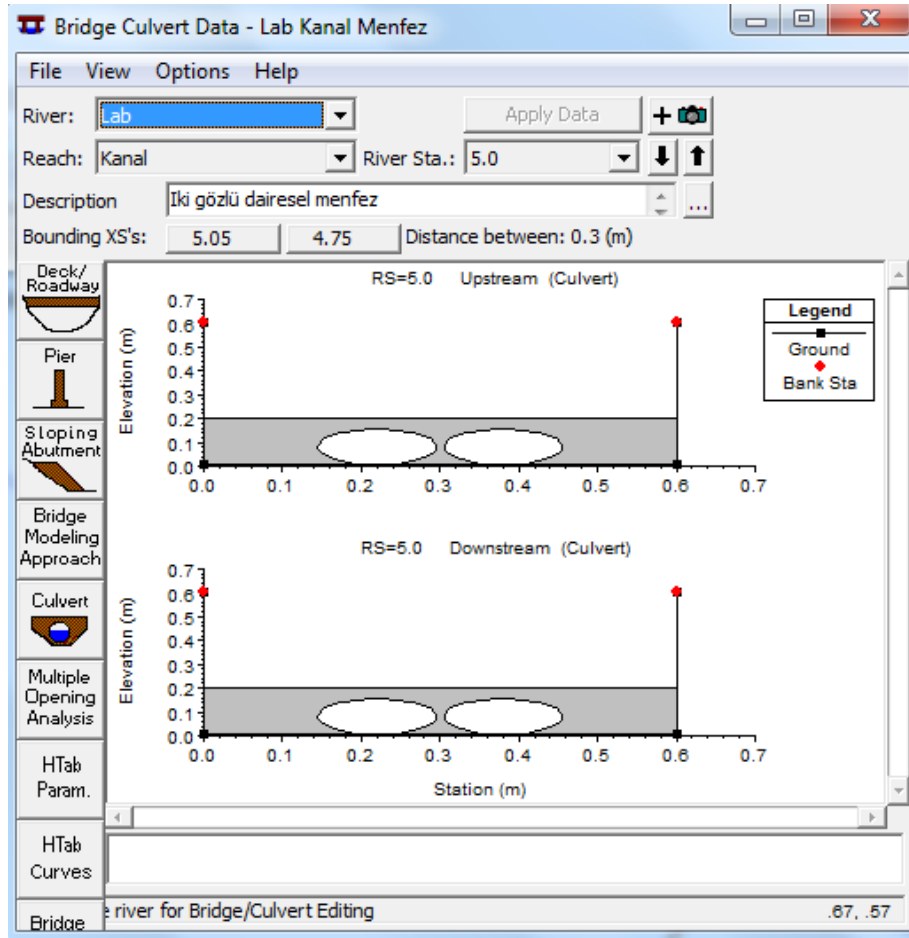 Bridge Culvert Data - Lab Kanal Menfez
File View Options Help
River: Lab Apply Data +
Reach: Kanal River Sta.: 5.0
Description Iki gözlü dairesel menfez ...
Bounding XS's: 5.05 4.75 Distance between: 0.3 (m)
Deck/
Roadway
Pier
Sloping
Abutment
Bridge
Modeling
Approach
Culvert
Multiple
Opening
Analysis
HTab
Param.
HTab
Curves
Bridge
RS=5.0 Upstream (Culvert)
Elevation (m)
0.7
0.6
0.5
0.4
0.3
0.2
0.1
0.0
0.0 0.1 0.2 0.3 0.4 0.5 0.6 0.7
Legend
Ground
Bank Sta
RS=5.0 Downstream (Culvert)
Elevation (m)
0.7
0.6
0.5
0.4
0.3
0.2
0.1
0.0
0.0 0.1 0.2 0.3 0.4 0.5 0.6 0.7
Station (m)
river for Bridge/Culvert Editing .67, .57